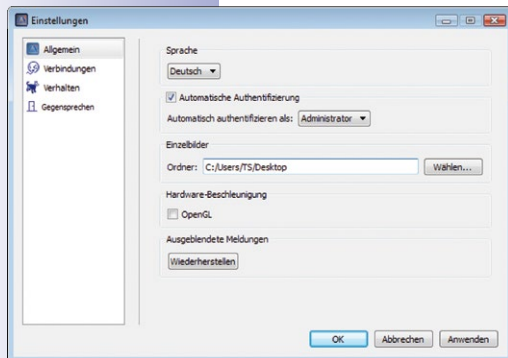 Einstellungen
Allgemein
Verbindungen
Verhalten
Gegensprechen
Sprache
Deutsch
Automatische Authentifizierung
Automatisch authentifizieren als: Administrator
Einzelbilder
Ordner: C:/Users/TS/Desktop Wählen...
Hardware-Beschleunigung
OpenGL
Ausgeblendete Meldungen
Wiederherstellen
OK Abbrechen Anwenden